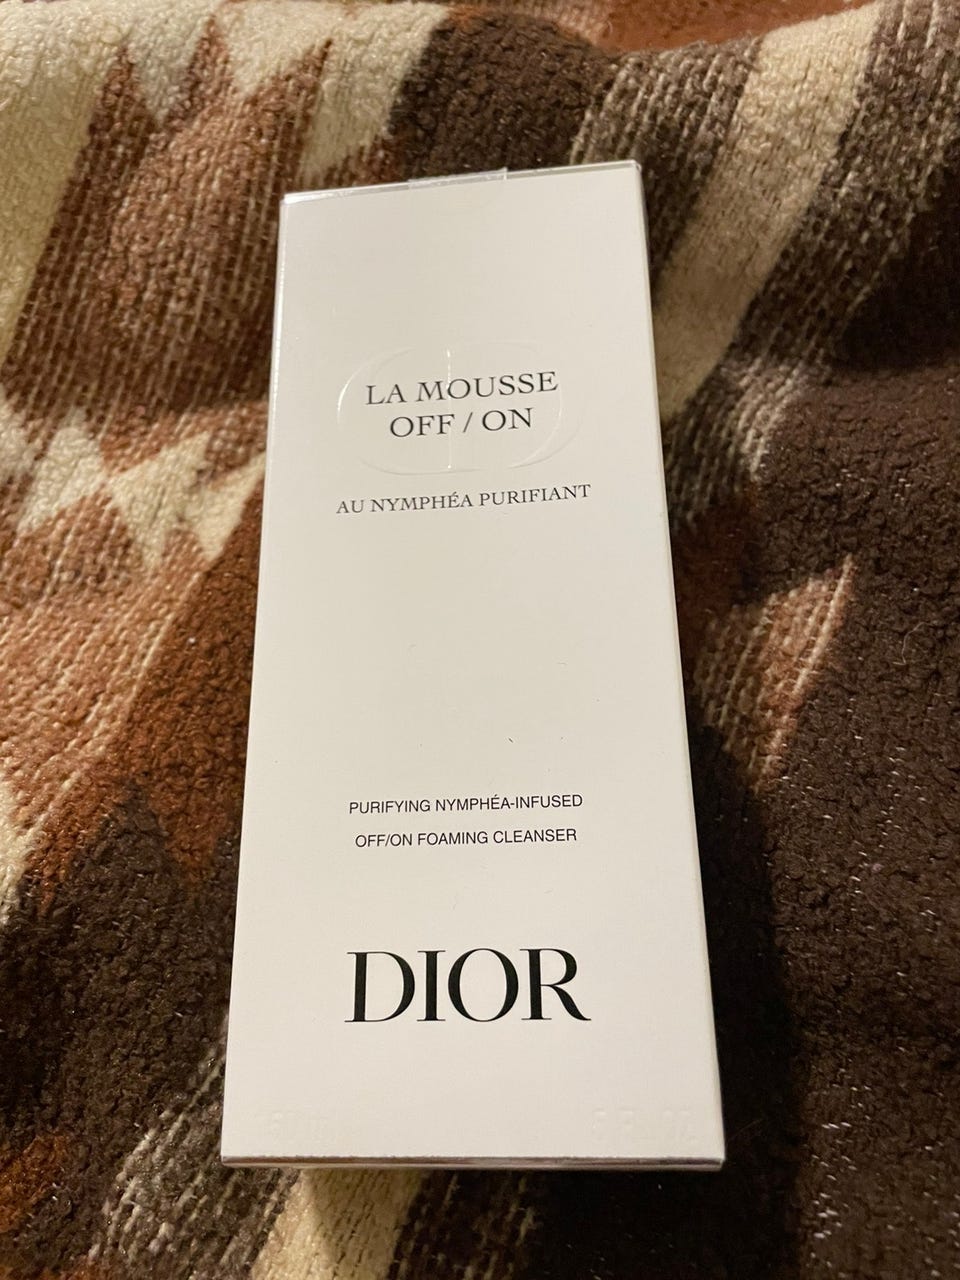 LA MOUSSE
OFF / ON
AU NYMPHÉA PURIFIANT
PURIFYING NYMPHÉA-INFUSED
OFF/ON FOAMING CLEANSER
DIOR